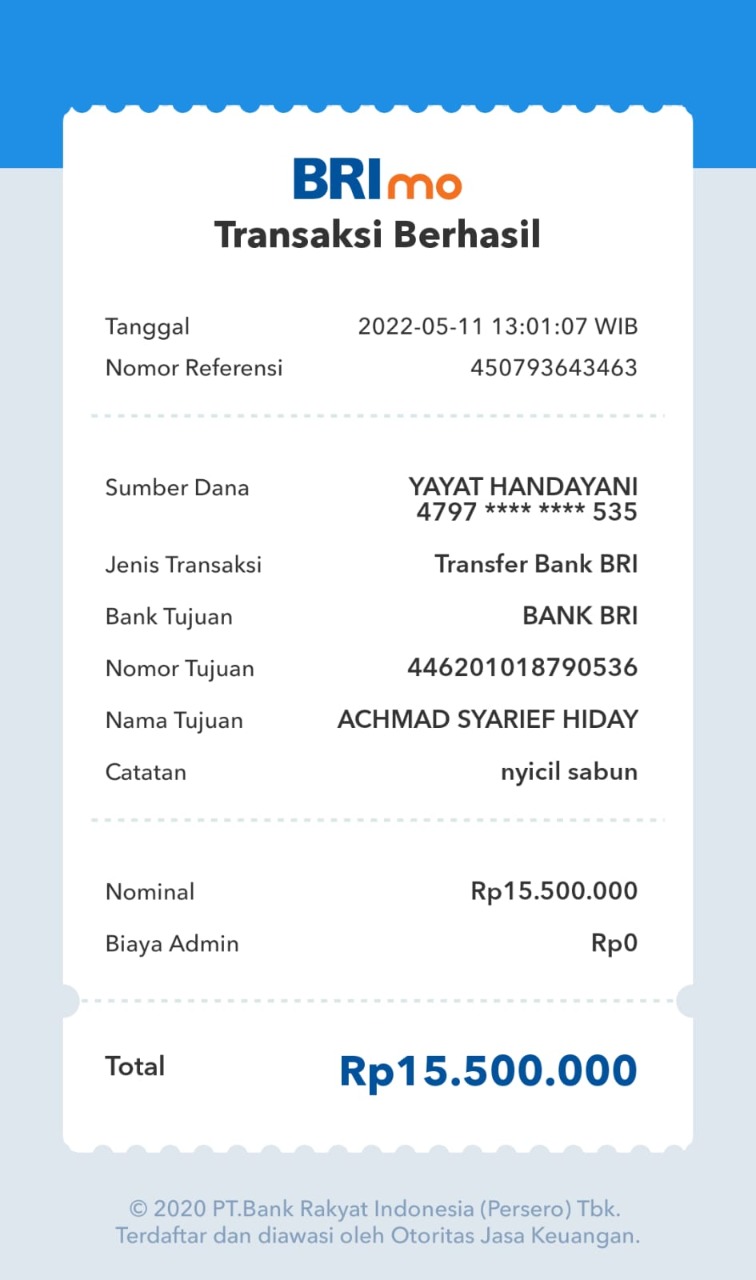 BRImo
Transaksi Berhasil
Tanggal 2022-05-11 13:01:07 WIB
Nomor Referensi 450793643463
Sumber Dana YAYAT HANDAYANI
4797 **** **** 535
Jenis Transaksi Transfer Bank BRI
Bank Tujuan BANK BRI
Nomor Tujuan 446201018790536
Nama Tujuan ACHMAD SYARIEF HIDAY
Catatan nyicil sabun
Nominal Rp15.500.000
Biaya Admin Rp0
Total Rp15.500.000
© 2020 PT.Bank Rakyat Indonesia (Persero) Tbk.
Terdaftar dan diawasi oleh Otoritas Jasa Keuangan.